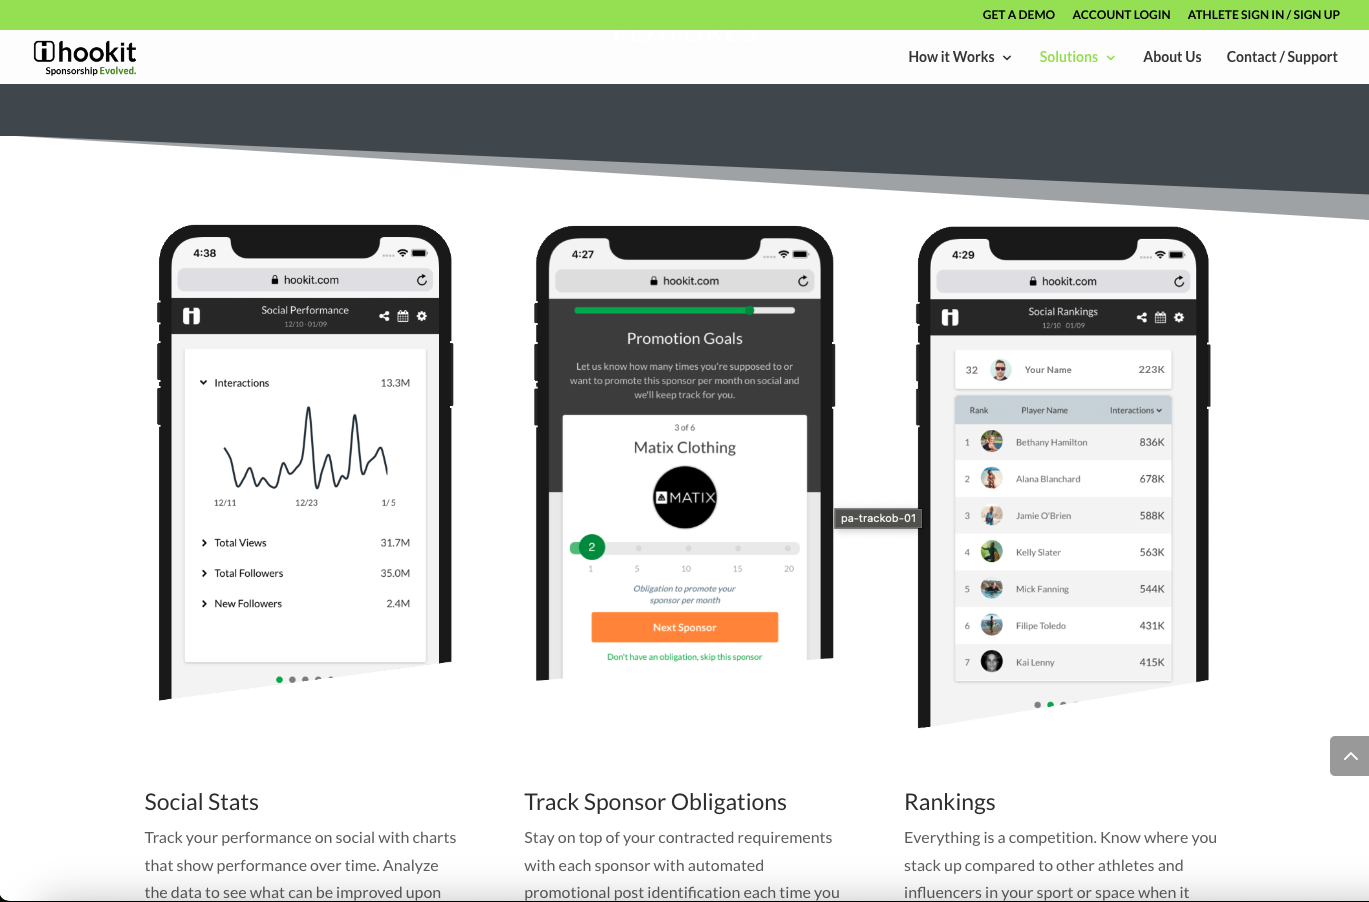 GET A DEMO ACCOUNT LOGIN ATHLETE SIGN IN / SIGN UP
hookit
Sponsorship Evolved.
How it Works Solutions About Us Contact / Support
4:38
hookit.com
Social Performance
12/10 - 01/09
Interactions 13.3M
12/11 12/23 1/5
Total Views 31.7M
Total Followers 35.0M
New Followers 2.4M
4:27
hookit.com
Promotion Goals
Let us know how many times you're supposed to or
want to promote this sponsor per month on social and
we'll keep track for you.
3 of 6
Matix Clothing
MATIX
2
1 5 10 15 20
Obligation to promote your
sponsor per month
Next Sponsor
Don't have an obligation, skip this sponsor
pa-trackob-01
4:29
hookit.com
Social Rankings
12/10 - 01/09
32 Your Name 223K
Rank Player Name Interactions
1 Bethany Hamilton 836K
2 Alana Blanchard 678K
3 Jamie O'Brien 588K
4 Kelly Slater 563K
5 Mick Fanning 544K
6 Filipe Toledo 431K
7 Kai Lenny 415K
Social Stats
Track your performance on social with charts
that show performance over time. Analyze
the data to see what can be improved upon
Track Sponsor Obligations
Stay on top of your contracted requirements
with each sponsor with automated
promotional post identification each time you
Rankings
Everything is a competition. Know where you
stack up compared to other athletes and
influencers in your sport or space when it